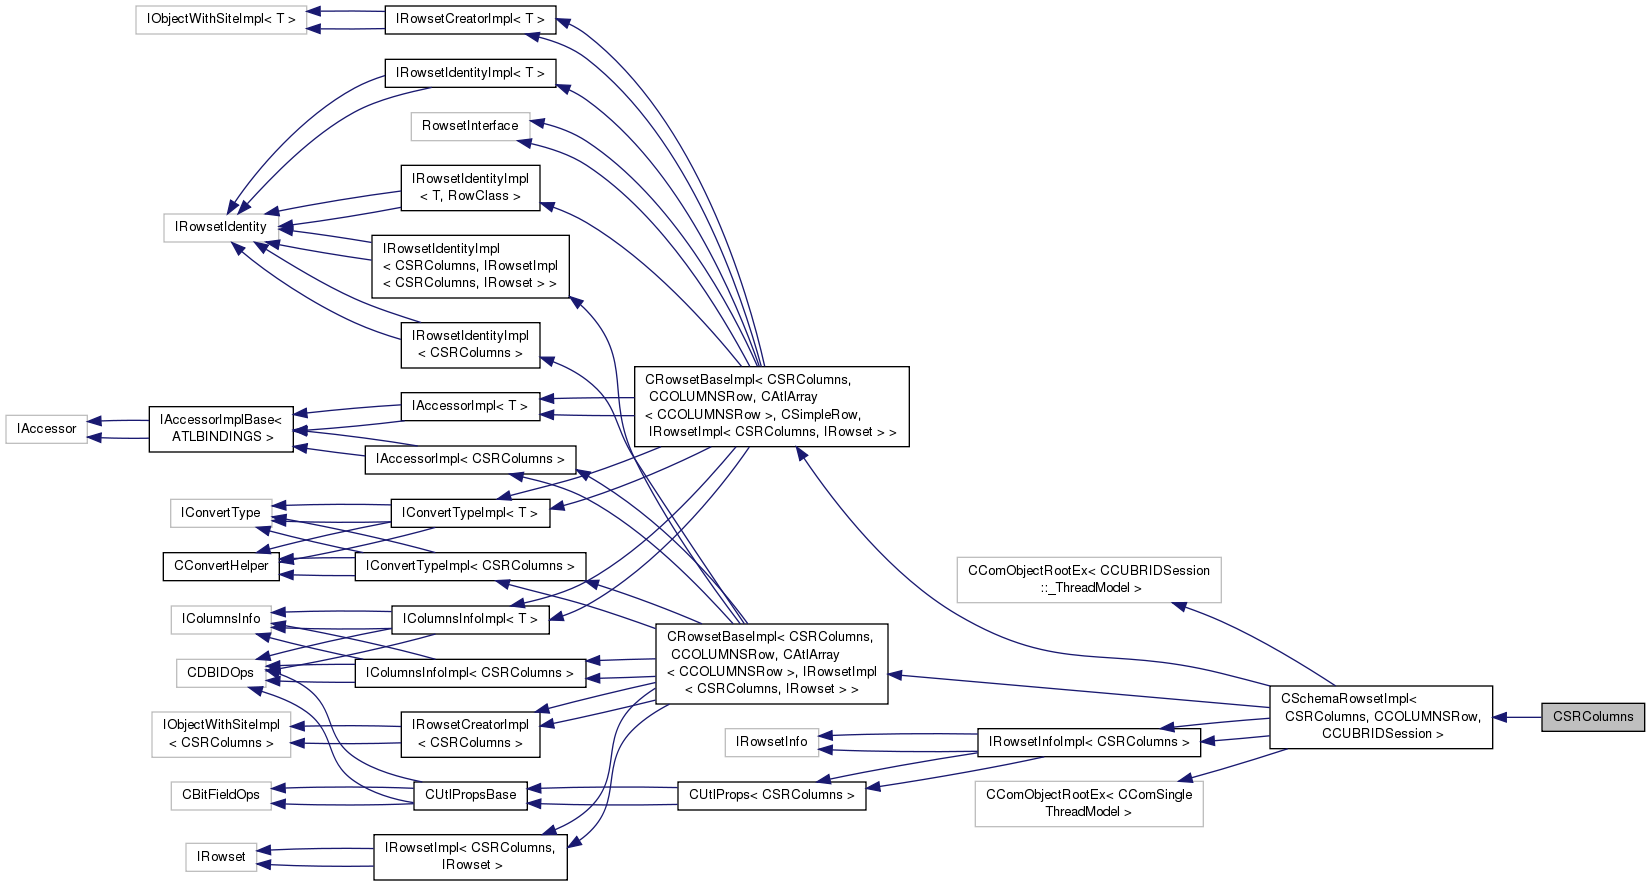 IObjectWithSiteImpl< T >
IRowsetCreatorImpl< T >
IRowsetIdentityImpl< T >
RowsetInterface
IRowsetIdentityImpl
< T, RowClass >
IRowsetIdentity
IRowsetIdentityImpl
< CSRColumns, IRowsetImpl
< CSRColumns, IRowset > >
IRowsetIdentityImpl
< CSRColumns >
CRowsetBaseImpl< CSRColumns,
CCOLUMNSRow, CAtlArray
< CCOLUMNSRow >, CSimpleRow,
IRowsetImpl< CSRColumns, IRowset > >
IAccessor
IAccessorImplBase<
ATLBINDINGS >
IAccessorImpl< T >
IAccessorImpl< CSRColumns >
IConvertType
IConvertTypeImpl< T >
CConvertHelper
IConvertTypeImpl< CSRColumns >
CComObjectRootEx< CCUBRIDSession
::_ThreadModel >
IColumnsInfo
IColumnsInfoImpl< T >
CDBIDOps
IColumnsInfoImpl< CSRColumns >
CRowsetBaseImpl< CSRColumns,
CCOLUMNSRow, CAtlArray
< CCOLUMNSRow >, IRowsetImpl
< CSRColumns, IRowset > >
CSchemaRowsetImpl<
CSRColumns, CCOLUMNSRow,
CCUBRIDSession >
CSRColumns
IObjectWithSiteImpl
< CSRColumns >
IRowsetCreatorImpl
< CSRColumns >
IRowsetInfo
IRowsetInfoImpl< CSRColumns >
CBitFieldOps
CUtlPropsBase
CUtlProps< CSRColumns >
CComObjectRootEx< CComSingle
ThreadModel >
IRowset
IRowsetImpl< CSRColumns,
IRowset >